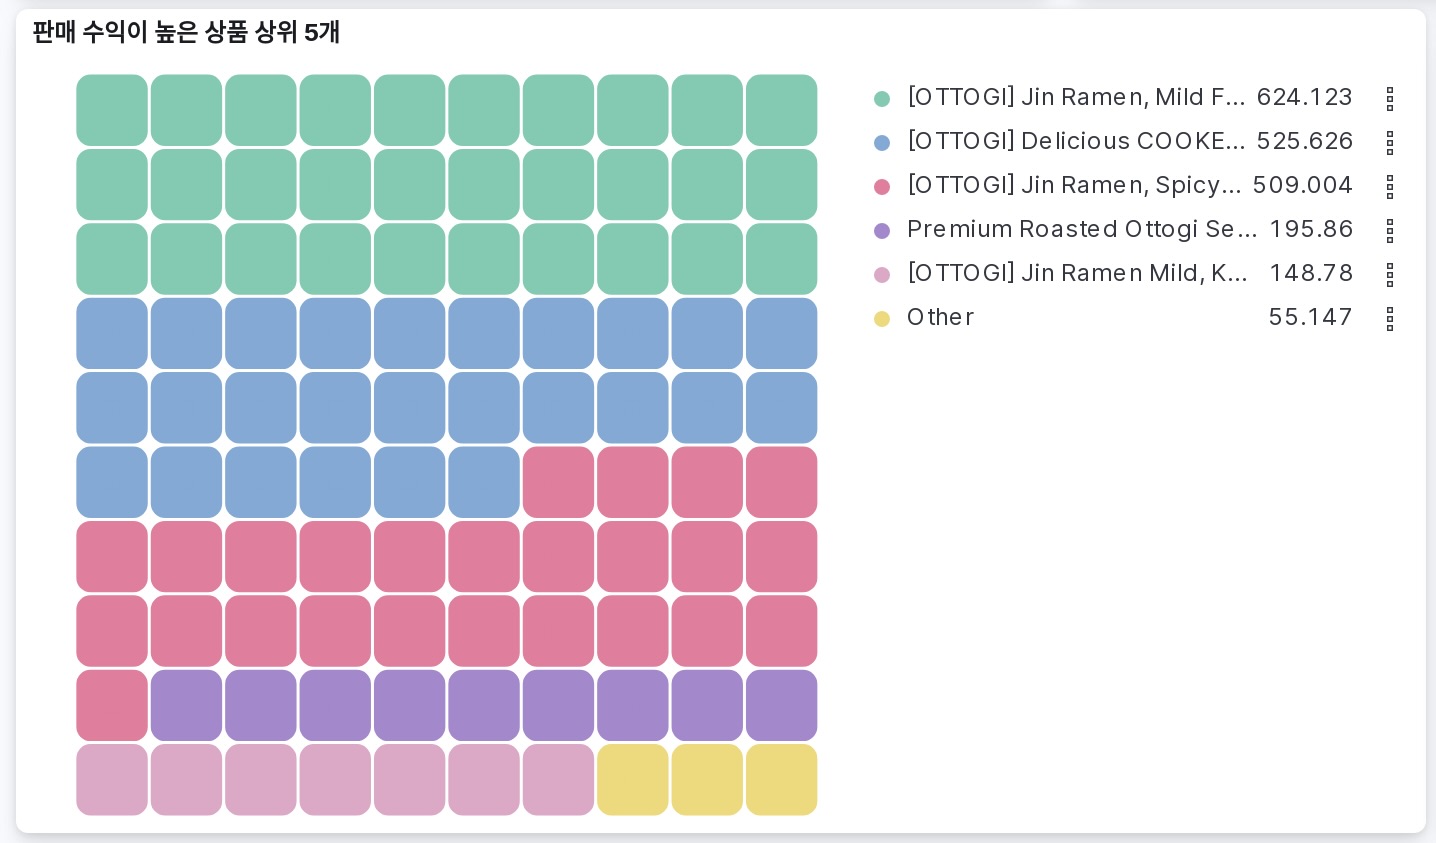 판매 수익이 높은 상품 상위 5개
[OTTOGI] Jin Ramen, Mild F... 624.123
[OTTOGI] Delicious COOKE... 525.626
[OTTOGI] Jin Ramen, Spicy... 509.004
Premium Roasted Ottogi Se... 195.86
[OTTOGI] Jin Ramen Mild, K... 148.78
Other 55.147